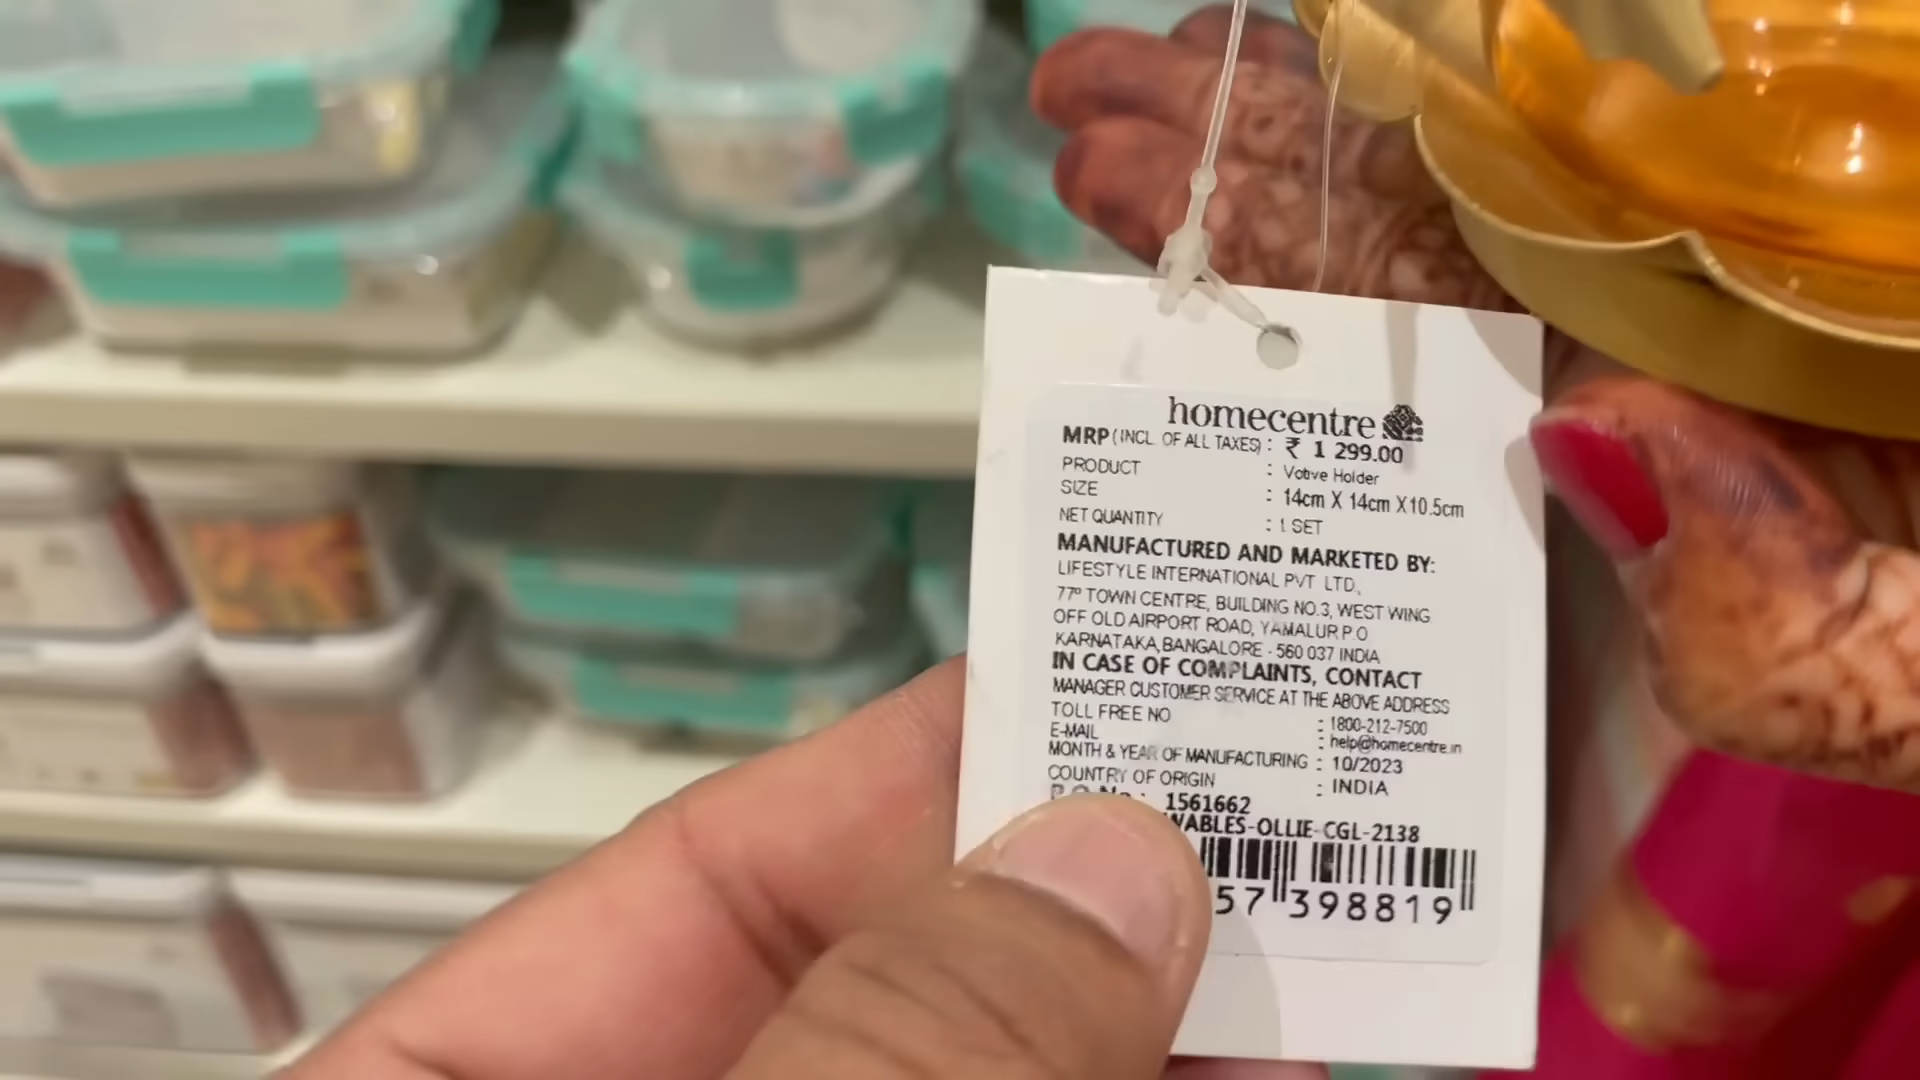 homecentre
MRP (INCL. OF ALL TAXES) : ₹ 1 299.00
PRODUCT : Votive Holder
SIZE : 14cm X 14cm X10.5cm
NET QUANTITY : 1 SET
MANUFACTURED AND MARKETED BY:
LIFESTYLE INTERNATIONAL PVT LTD.,
77° TOWN CENTRE, BUILDING NO.3, WEST WING
OFF OLD AIRPORT ROAD, YAMALUR P.O
KARNATAKA,BANGALORE - 560 037 INDIA
IN CASE OF COMPLAINTS, CONTACT
MANAGER CUSTOMER SERVICE AT THE ABOVE ADDRESS
TOLL FREE NO : 1800-212-7500
E-MAIL : help@homecentre.in
MONTH & YEAR OF MANUFACTURING : 10/2023
COUNTRY OF ORIGIN : INDIA
P.O No : 1561662
WABLES-OLLIE-CGL-2138
57 398819